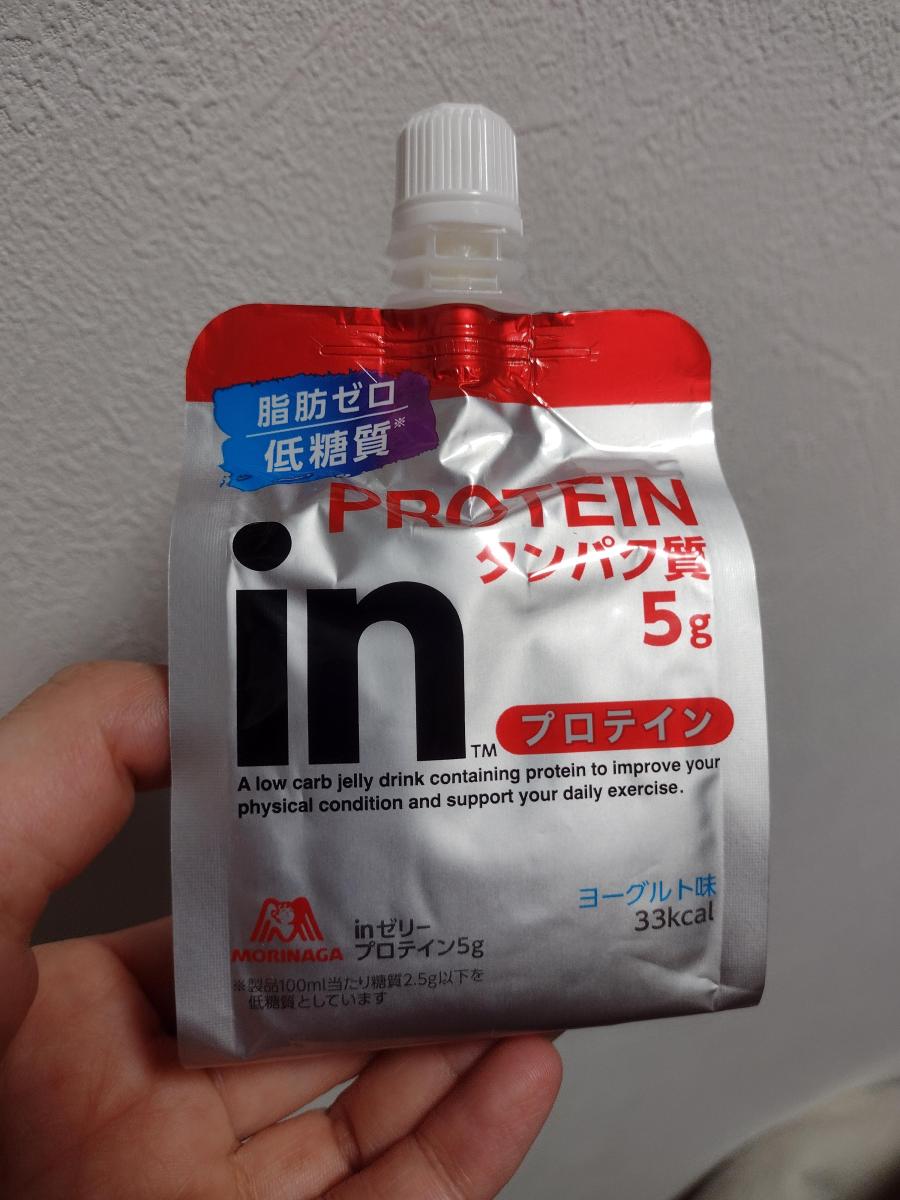 脂肪ゼロ
低糖質※
PROTEIN
タンパク質
5g
in™
プロテイン
A low carb jelly drink containing protein to improve your
physical condition and support your daily exercise.
ヨーグルト味
33kcal
MORINAGA
inゼリー
プロテイン5g
※製品100ml当たり糖質2.5g以下を
低糖質としています